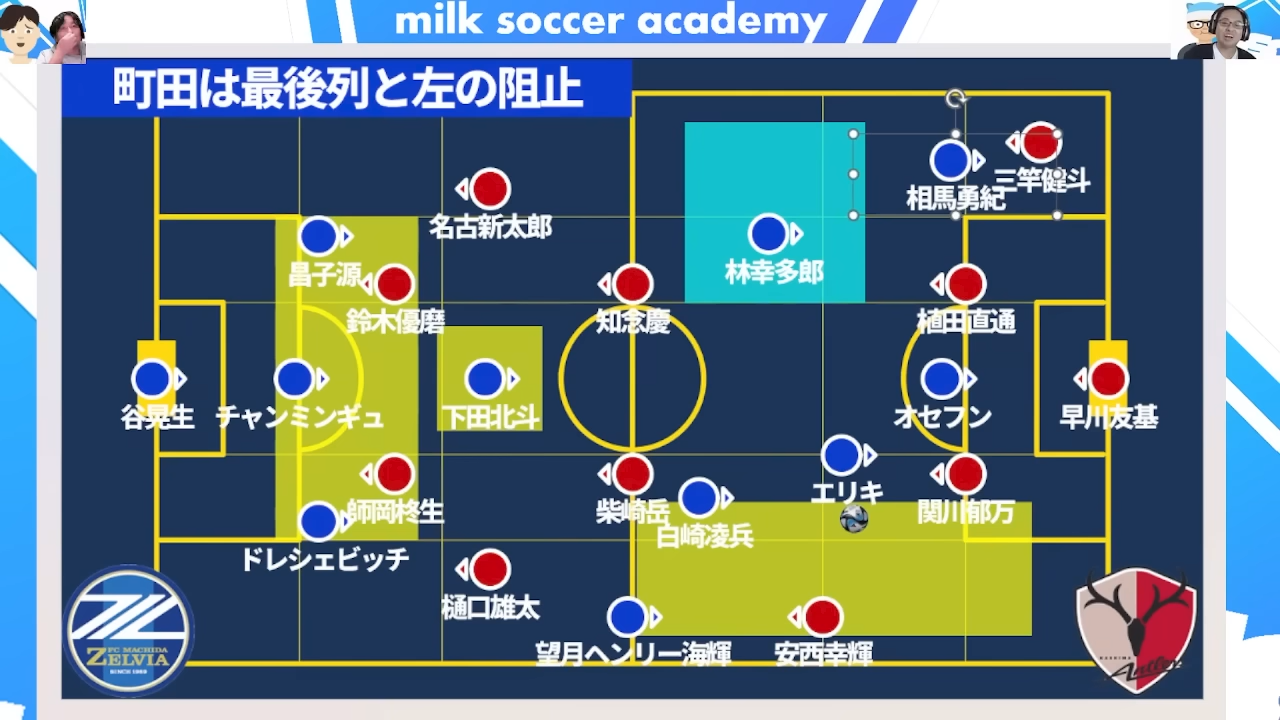 milk soccer academy
町田は最後列と左の阻止
三竿健斗
相馬勇紀
名古新太郎
昌子源
林幸多郎
鈴木優磨
知念慶
植田直通
谷晃生
チャンミンギュ
下田北斗
オセフン
早川友基
エリキ
師岡柊生
柴崎岳
関川郁万
白崎凌兵
ドレシェビッチ
樋口雄太
望月ヘンリー海輝
安西幸輝
FC MACHIDA
ZELVIA
SINCE 1989
Antlers